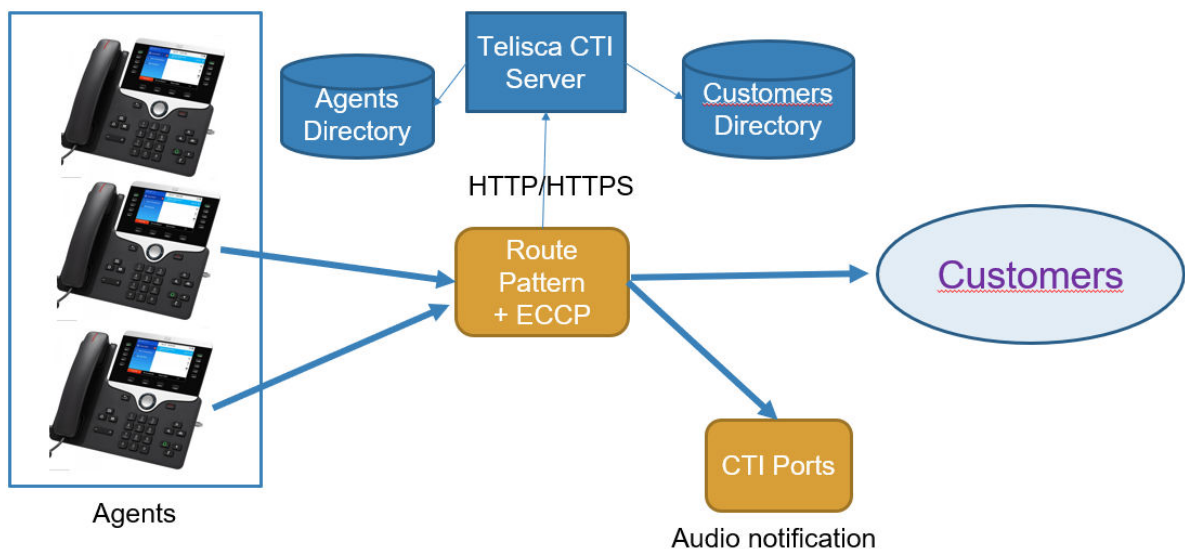 Telisca CTI
Server
Agents
Directory
Customers
Directory
HTTP/HTTPS
Route
Pattern
+ ECCP
Customers
CTI Ports
Agents
Audio notification